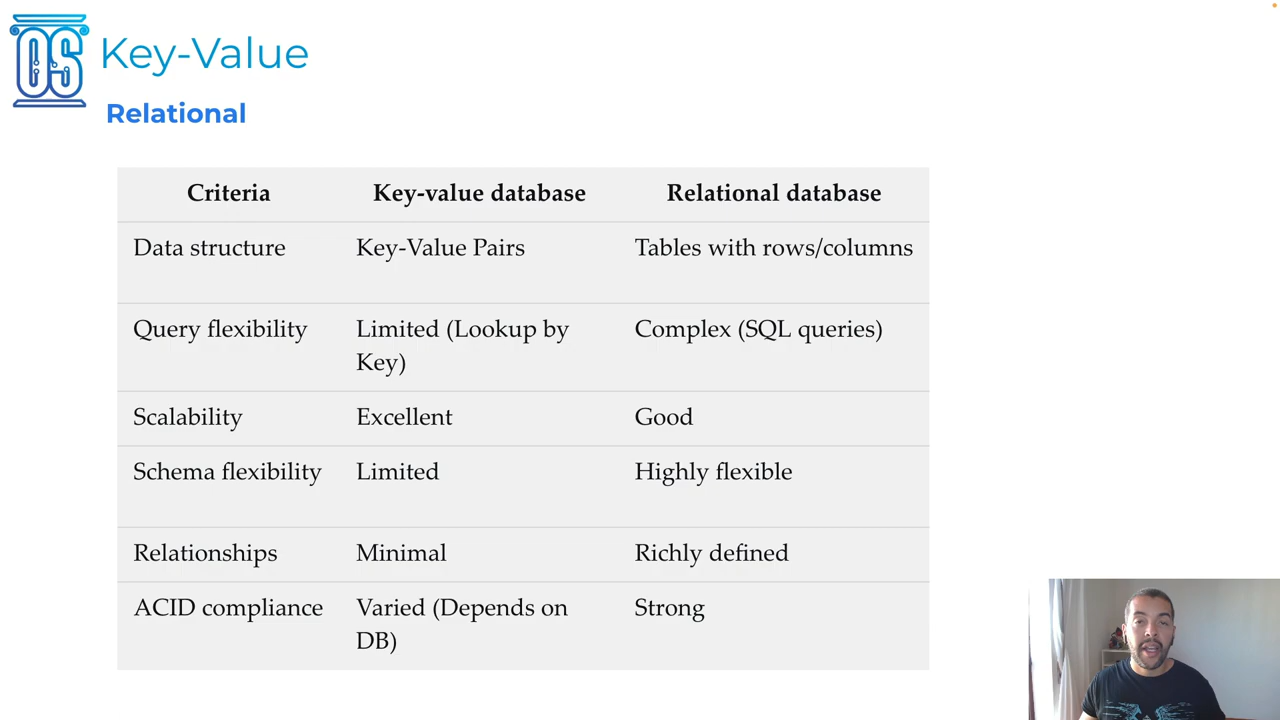 OS
Key-Value
Relational
Criteria Key-value database Relational database
Data structure Key-Value Pairs Tables with rows/columns
Query flexibility Limited (Lookup by Key) Complex (SQL queries)
Scalability Excellent Good
Schema flexibility Limited Highly flexible
Relationships Minimal Richly defined
ACID compliance Varied (Depends on DB) Strong